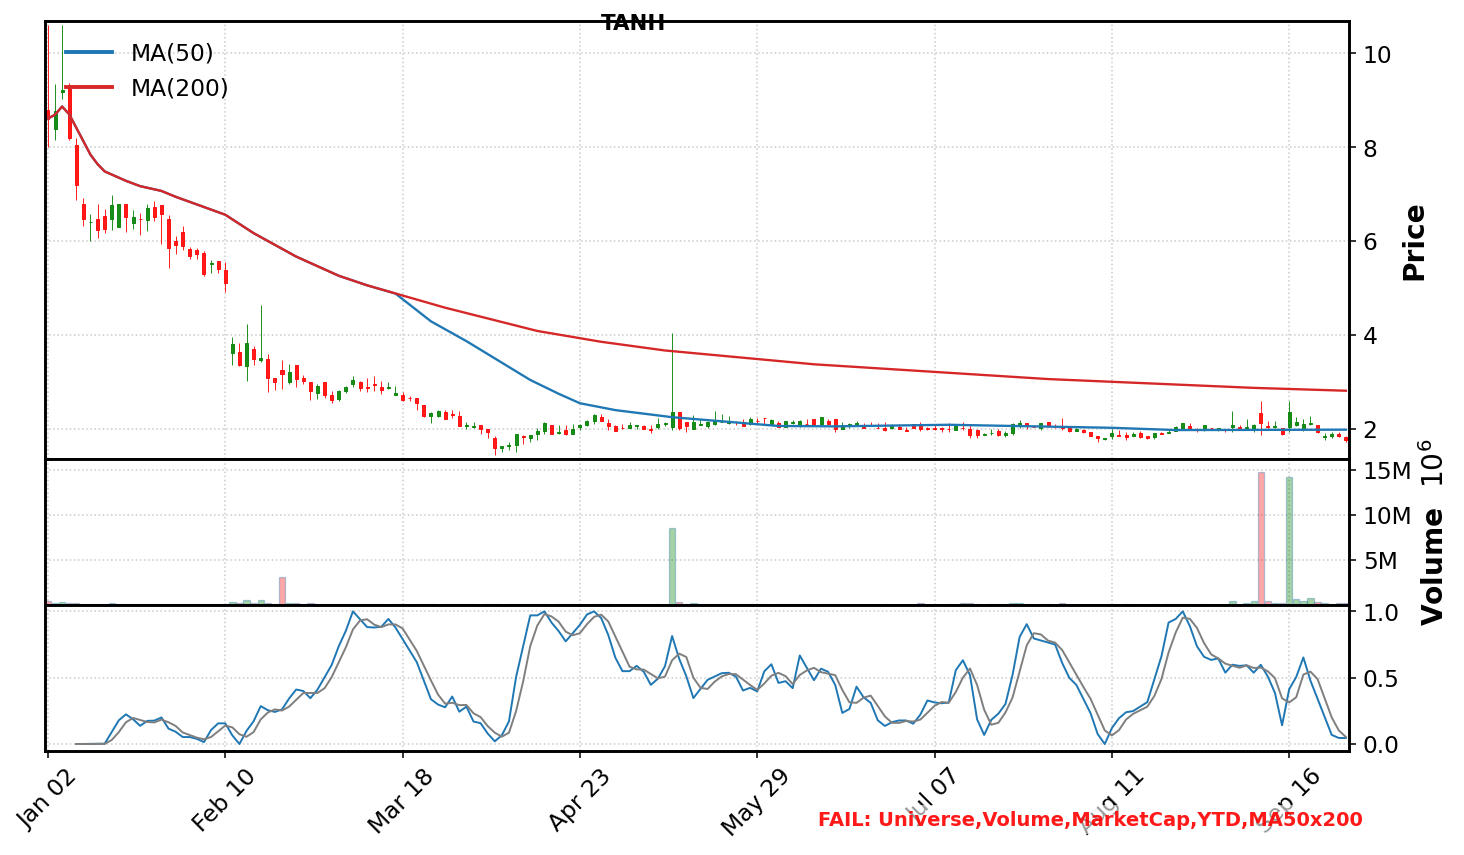 TANH
MA(50)
MA(200)
10
8
6
4
2
Price
15M
10M
5M
Volume 10⁶
1.0
0.5
0.0
Jan 02
Feb 10
Mar 18
Apr 23
May 29
Jul 07
Aug 11
Sep 16
FAIL: Universe,Volume,MarketCap,YTD,MA50x200